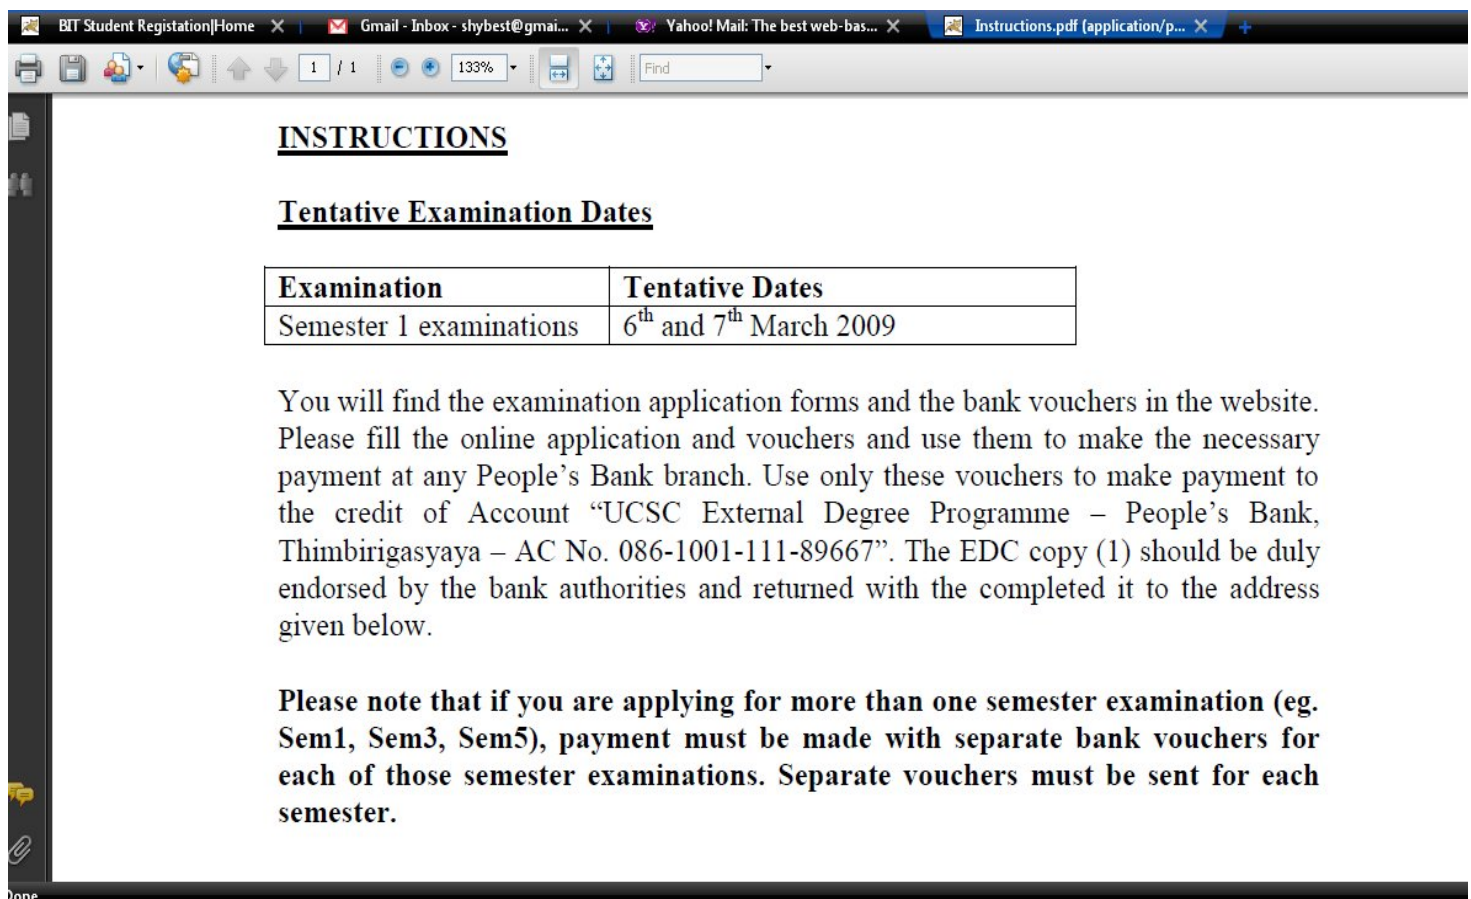 BIT Student Registation|Home
Gmail - Inbox - shybest@gmai...
Yahoo! Mail: The best web-bas...
Instructions.pdf (application/p...
1 / 1
133%
Find
INSTRUCTIONS
Tentative Examination Dates
Examination Tentative Dates
Semester 1 examinations 6th and 7th March 2009
You will find the examination application forms and the bank vouchers in the website.
Please fill the online application and vouchers and use them to make the necessary
payment at any People’s Bank branch. Use only these vouchers to make payment to
the credit of Account “UCSC External Degree Programme – People’s Bank,
Thimbirigasyaya – AC No. 086-1001-111-89667”. The EDC copy (1) should be duly
endorsed by the bank authorities and returned with the completed it to the address
given below.
Please note that if you are applying for more than one semester examination (eg.
Sem1, Sem3, Sem5), payment must be made with separate bank vouchers for
each of those semester examinations. Separate vouchers must be sent for each
semester.
Done